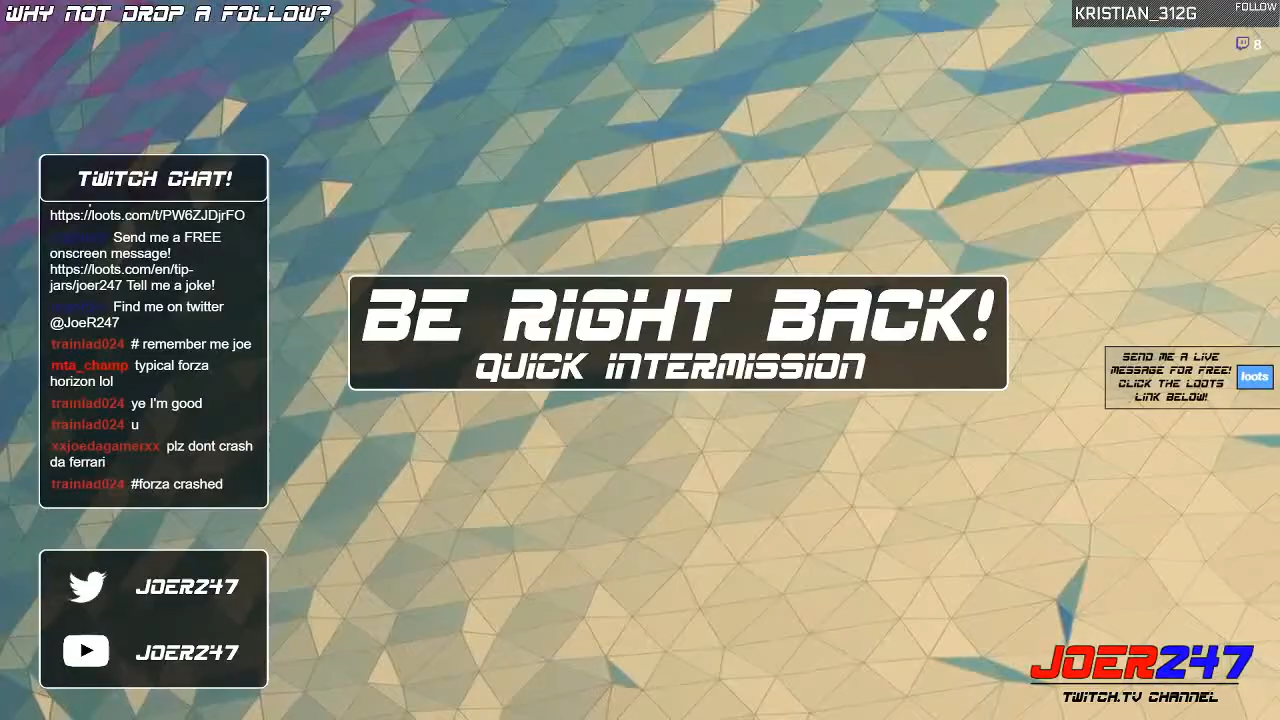 WHY NOT DROP A FOLLOW?
KRISTIAN_312G
FOLLOW
8
TWITCH CHAT!
https://loots.com/t/PW6ZJDjrFO
Send me a FREE
onscreen message!
https://loots.com/en/tip-
jars/joer247 Tell me a joke!
Find me on twitter
@JoeR247
trainlad024 # remember me joe
mta_champ typical forza
horizon lol
trainlad024 ye I'm good
trainlad024 u
xxjoedagamerxx plz dont crash
da ferrari
trainlad024 #forza crashed
BE RIGHT BACK!
QUICK INTERMISSION
SEND ME A LIVE
MESSAGE FOR FREE!
CLICK THE LOOTS
LINK BELOW!
loots
JOER247
JOER247
JOER247
TWITCH.TV CHANNEL